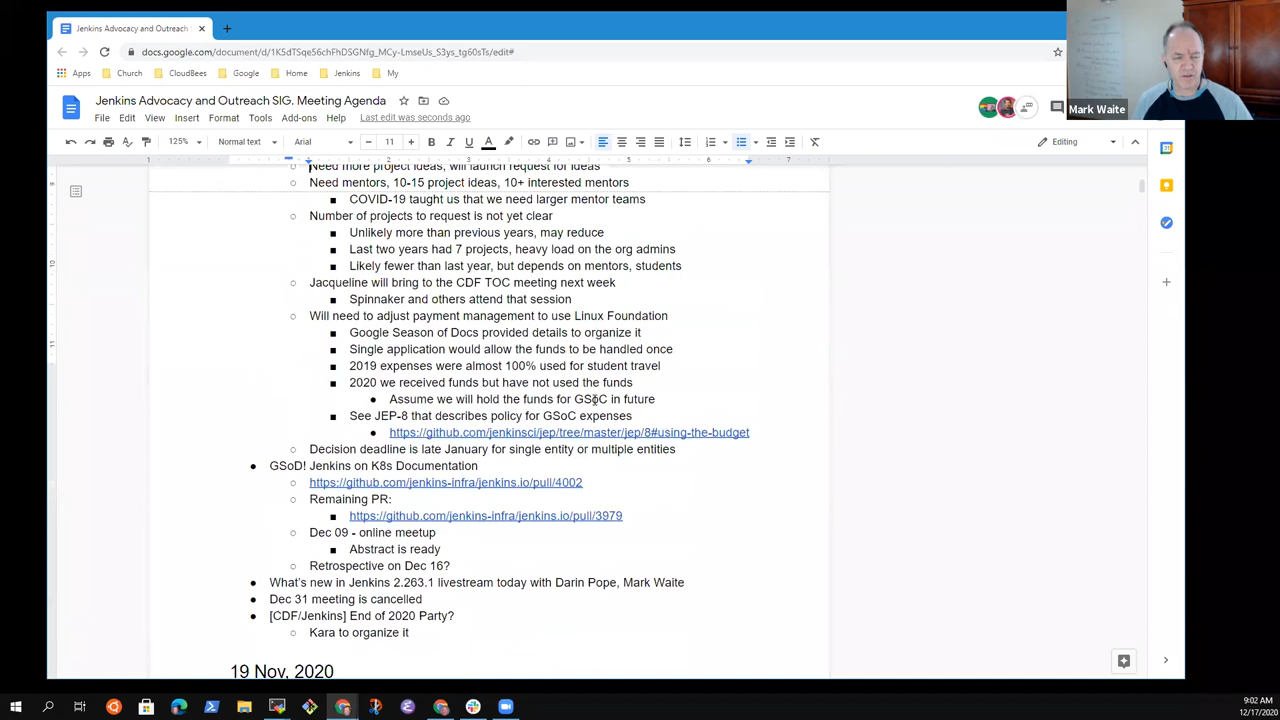 Jenkins Advocacy and Outreach S
docs.google.com/document/d/1K5dTSqe56chFhDSGNfg_MCy-LmseUs_S3ys_tg60sTs/edit#
Apps Church CloudBees Google Home Jenkins My
Mark Waite
Jenkins Advocacy and Outreach SIG. Meeting Agenda
File Edit View Insert Format Tools Add-ons Help Last edit was seconds ago
125% Normal text Arial 11 Editing
Need more project ideas, will launch request for ideas
Need mentors, 10-15 project ideas, 10+ interested mentors
COVID-19 taught us that we need larger mentor teams
Number of projects to request is not yet clear
Unlikely more than previous years, may reduce
Last two years had 7 projects, heavy load on the org admins
Likely fewer than last year, but depends on mentors, students
Jacqueline will bring to the CDF TOC meeting next week
Spinnaker and others attend that session
Will need to adjust payment management to use Linux Foundation
Google Season of Docs provided details to organize it
Single application would allow the funds to be handled once
2019 expenses were almost 100% used for student travel
2020 we received funds but have not used the funds
Assume we will hold the funds for GSoC in future
See JEP-8 that describes policy for GSoC expenses
https://github.com/jenkinsci/jep/tree/master/jep/8#using-the-budget
Decision deadline is late January for single entity or multiple entities
GSoD! Jenkins on K8s Documentation
https://github.com/jenkins-infra/jenkins.io/pull/4002
Remaining PR:
https://github.com/jenkins-infra/jenkins.io/pull/3979
Dec 09 - online meetup
Abstract is ready
Retrospective on Dec 16?
What's new in Jenkins 2.263.1 livestream today with Darin Pope, Mark Waite
Dec 31 meeting is cancelled
[CDF/Jenkins] End of 2020 Party?
Kara to organize it
19 Nov, 2020
9:02 AM
12/17/2020